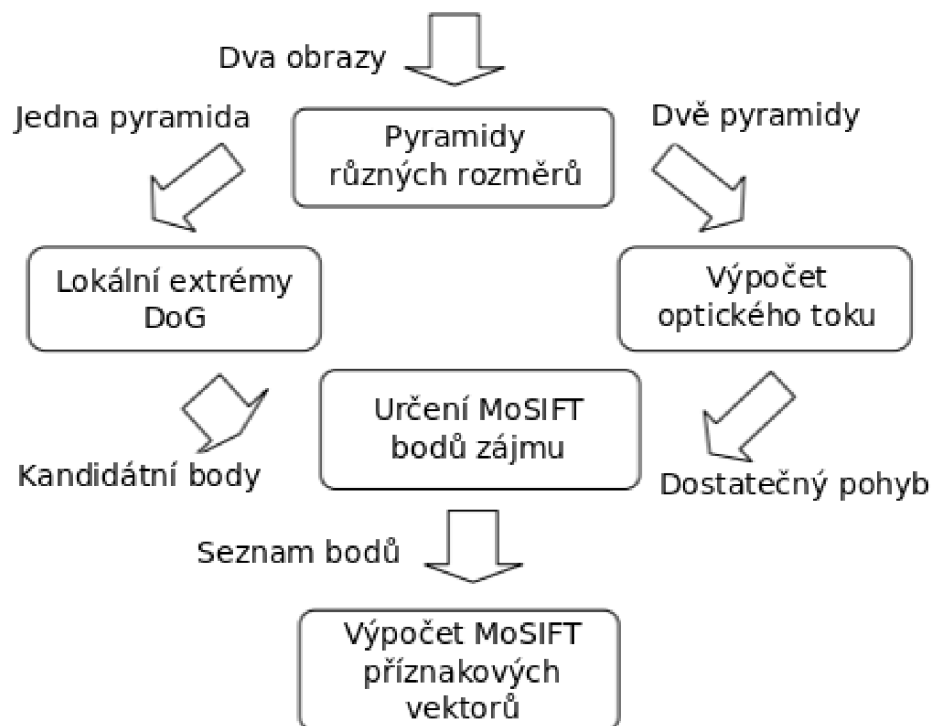 Dva obrazy
Jedna pyramida
Pyramidy
různých rozměrů
Dvě pyramidy
Lokální extrémy
DoG
Výpočet
optického toku
Určení MoSIFT
bodů zájmu
Kandidátní body
Dostatečný pohyb
Seznam bodů
Výpočet MoSIFT
příznakových
vektorů